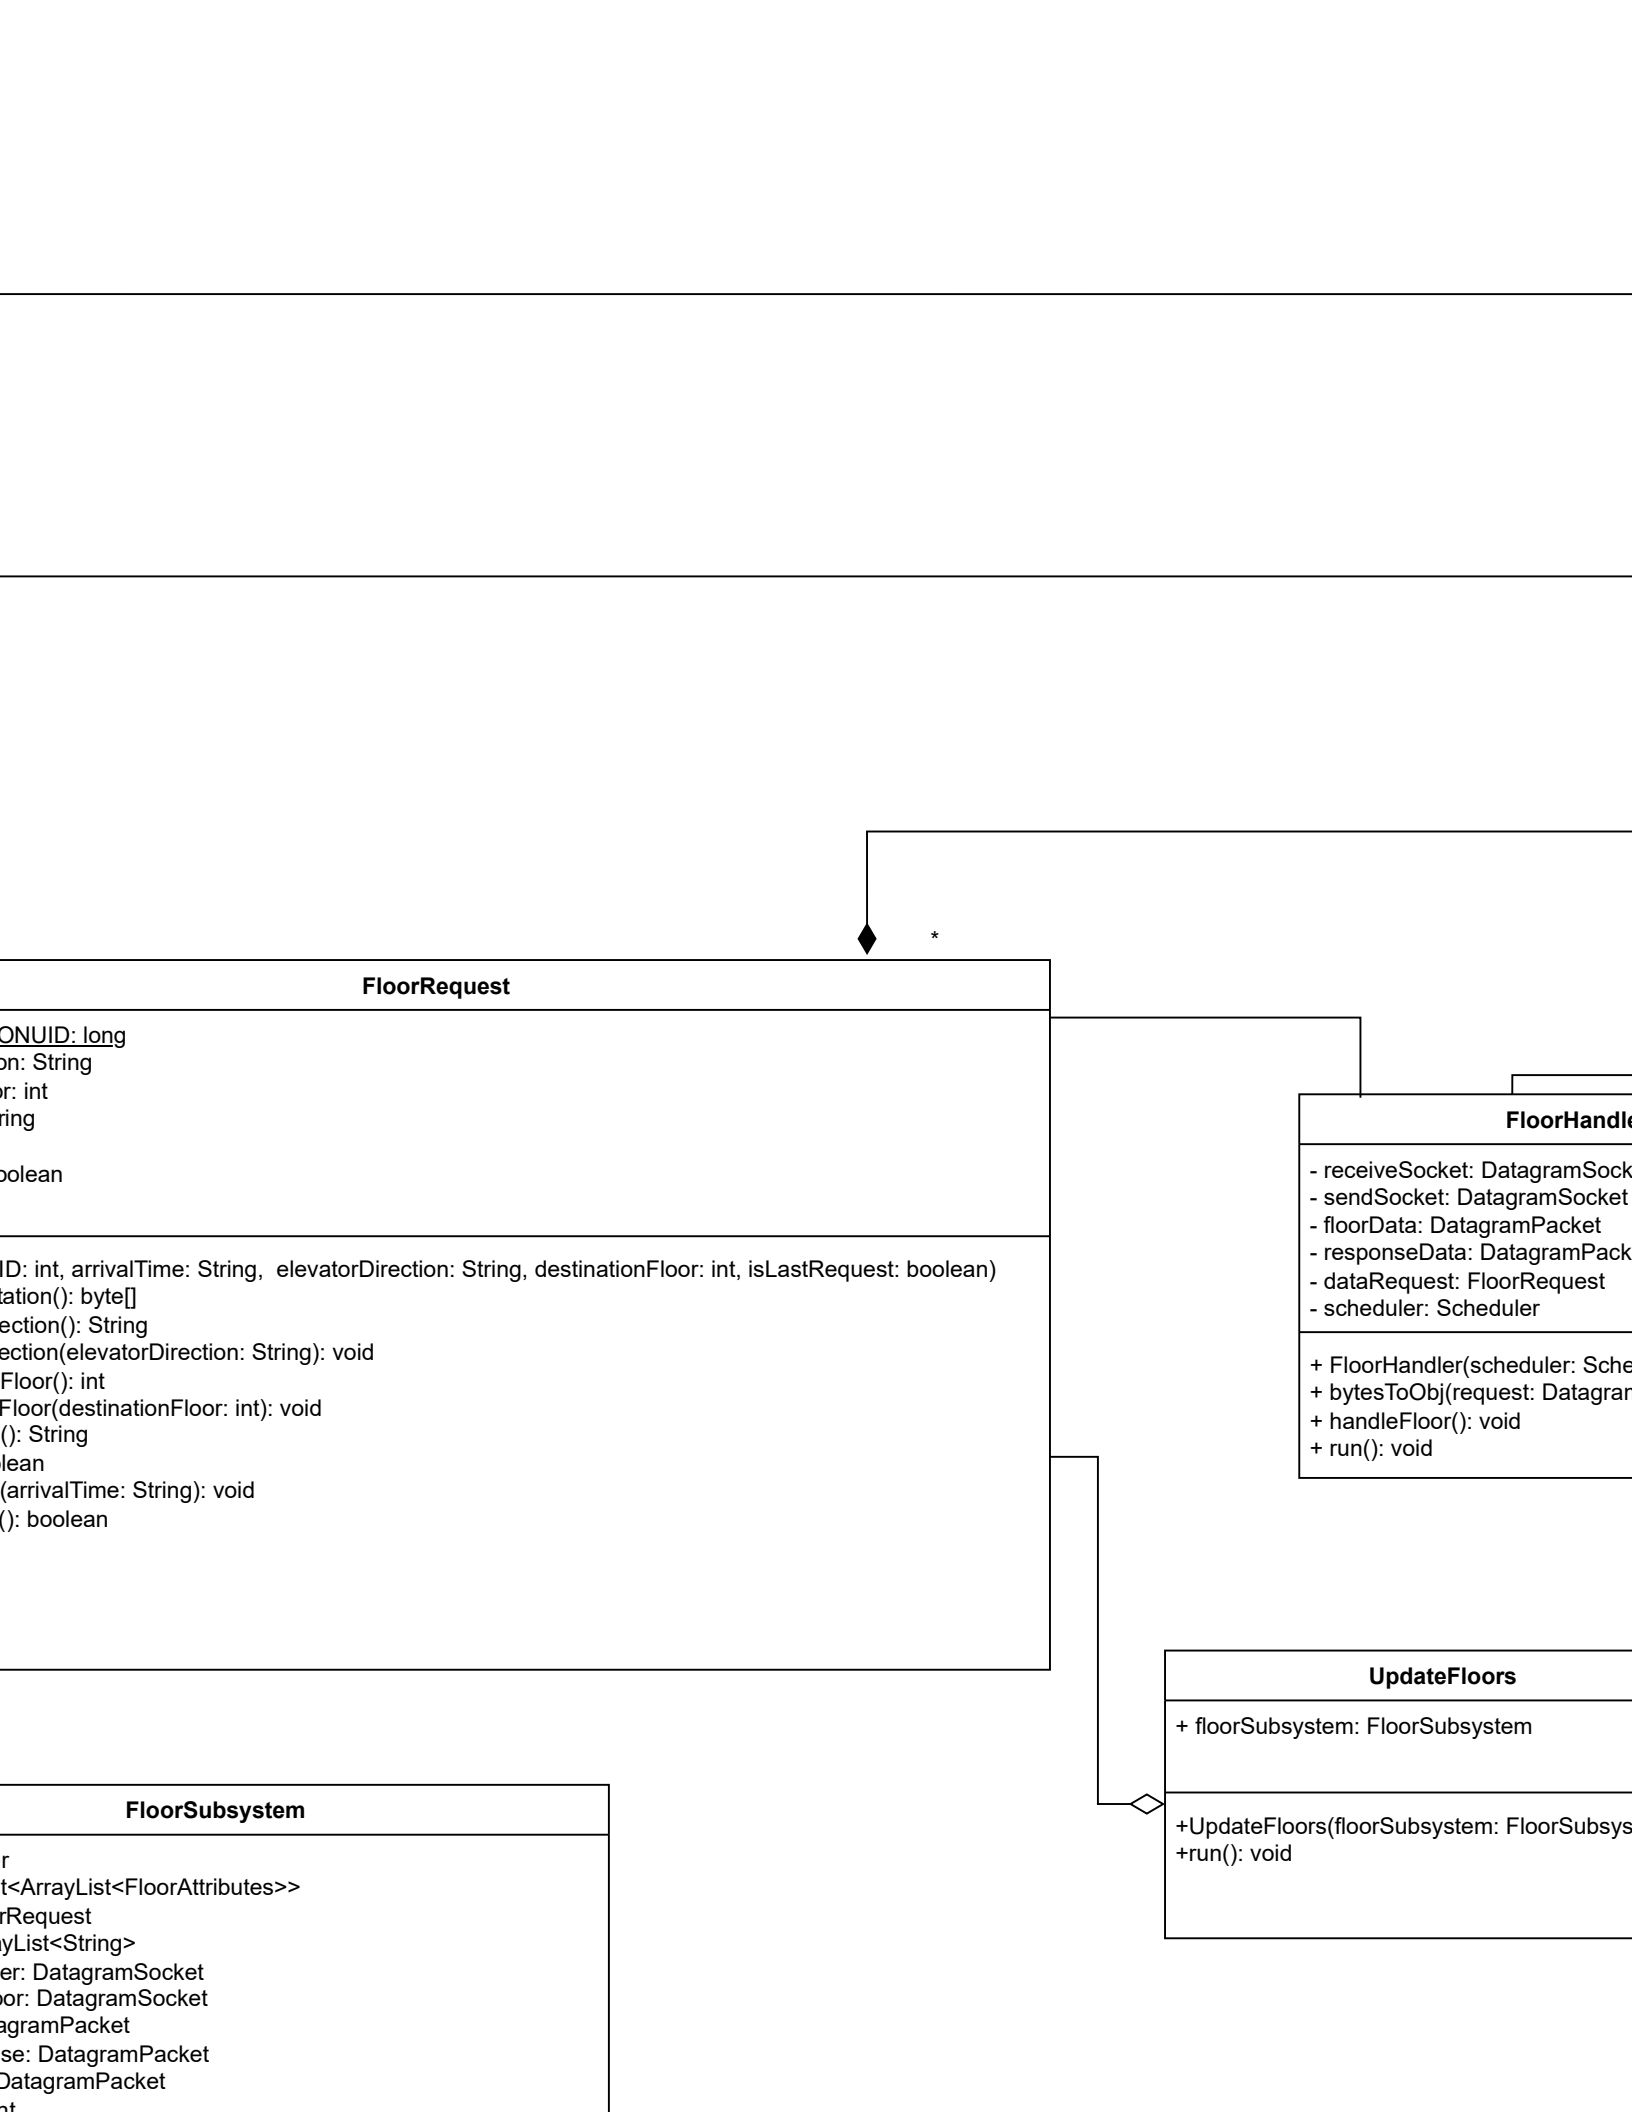 *
FloorRequest
ONUID: long
on: String
or: int
ring
oolean
ID: int, arrivalTime: String,  elevatorDirection: String, destinationFloor: int, isLastRequest: boolean)
tation(): byte[]
ection(): String
ection(elevatorDirection: String): void
Floor(): int
Floor(destinationFloor: int): void
(): String
lean
(arrivalTime: String): void
(): boolean
FloorHandle
- receiveSocket: DatagramSock
- sendSocket: DatagramSocket
- floorData: DatagramPacket
- responseData: DatagramPack
- dataRequest: FloorRequest
- scheduler: Scheduler
+ FloorHandler(scheduler: Sche
+ bytesToObj(request: Datagram
+ handleFloor(): void
+ run(): void
UpdateFloors
+ floorSubsystem: FloorSubsystem
+UpdateFloors(floorSubsystem: FloorSubsys
+run(): void
FloorSubsystem
r
t<ArrayList<FloorAttributes>>
rRequest
ayList<String>
er: DatagramSocket
oor: DatagramSocket
agramPacket
se: DatagramPacket
DatagramPacket
nt